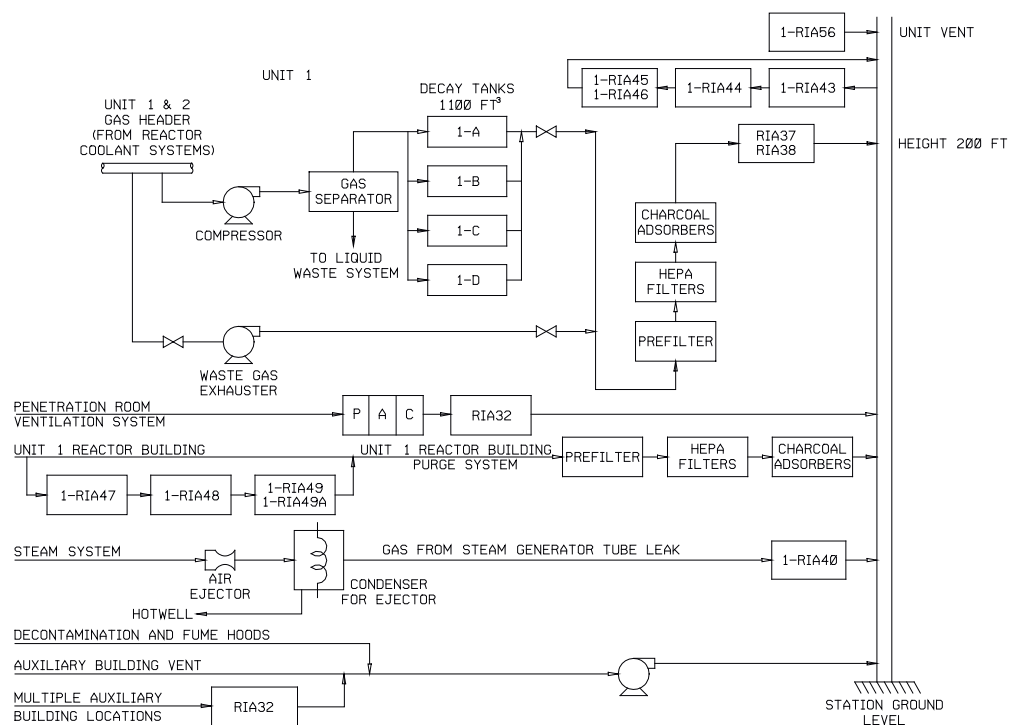 1-RIA56
UNIT VENT
UNIT 1
1-RIA45
1-RIA46
1-RIA44
1-RIA43
DECAY TANKS
1100 FT³
UNIT 1 & 2
GAS HEADER
(FROM REACTOR
COOLANT SYSTEMS)
1-A
RIA37
RIA38
HEIGHT 200 FT
GAS
SEPARATOR
1-B
COMPRESSOR
1-C
CHARCOAL
ADSORBERS
TO LIQUID
WASTE SYSTEM
1-D
HEPA
FILTERS
PREFILTER
WASTE GAS
EXHAUSTER
PENETRATION ROOM
VENTILATION SYSTEM
P A C
RIA32
UNIT 1 REACTOR BUILDING
UNIT 1 REACTOR BUILDING
PURGE SYSTEM
PREFILTER
HEPA
FILTERS
CHARCOAL
ADSORBERS
1-RIA47
1-RIA48
1-RIA49
1-RIA49A
STEAM SYSTEM
AIR
EJECTOR
CONDENSER
FOR EJECTOR
GAS FROM STEAM GENERATOR TUBE LEAK
1-RIA40
HOTWELL
DECONTAMINATION AND FUME HOODS
AUXILIARY BUILDING VENT
MULTIPLE AUXILIARY
BUILDING LOCATIONS
RIA32
STATION GROUND
LEVEL